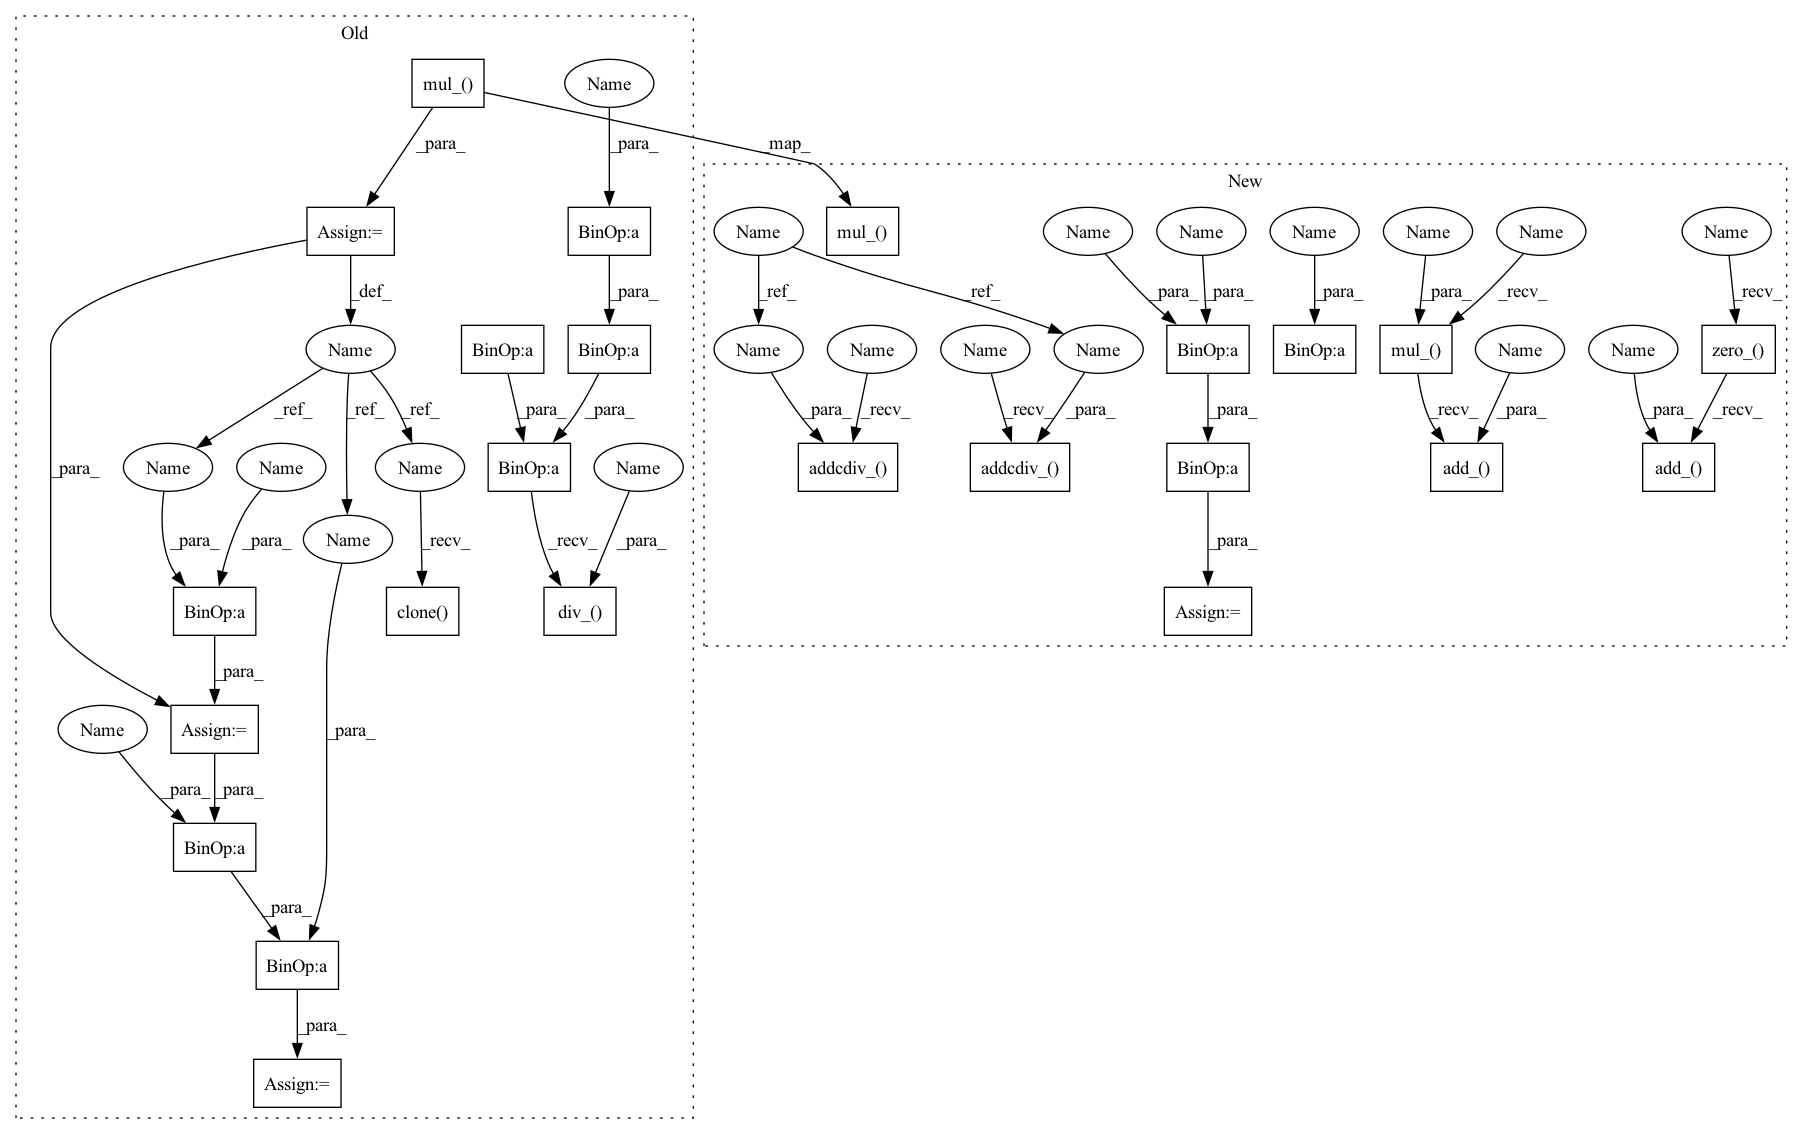 Old
mul_()
Name
_para_
_para_
_map_
New
Assign:=
BinOp:a
Name
mul_()
Name
Name
Name
Name
Name
Name
_def_
_para_
_ref_
_ref_
_para_
_para_
_para_
_para_
_recv_
_recv_
Name
BinOp:a
BinOp:a
Name
Name
Name
Name
BinOp:a
BinOp:a
mul_()
Name
Name
zero_()
_ref_
_ref_
_ref_
_para_
_para_
_para_
_recv_
_recv_
_para_
_para_
_recv_
_para_
_para_
_recv_
_para_
Name
Name
Name
BinOp:a
Name
addcdiv_()
addcdiv_()
BinOp:a
add_()
add_()
_para_
_para_
Name
_recv_
_recv_
_para_
_para_
BinOp:a
clone()
div_()
Assign:=
_para_
Name
Assign:=
_para_
_para_
_para_
BinOp:a
_para_
BinOp:a
_para_
Assign:=